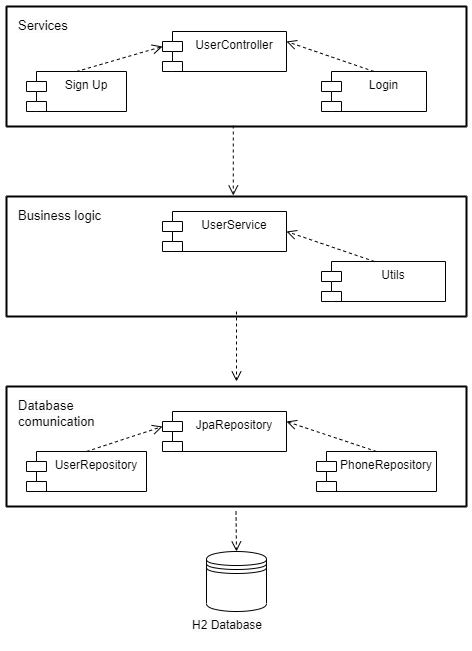 Services
UserController
Sign Up
Login
Business logic
UserService
Utils
Database
comunication
JpaRepository
UserRepository
PhoneRepository
H2 Database